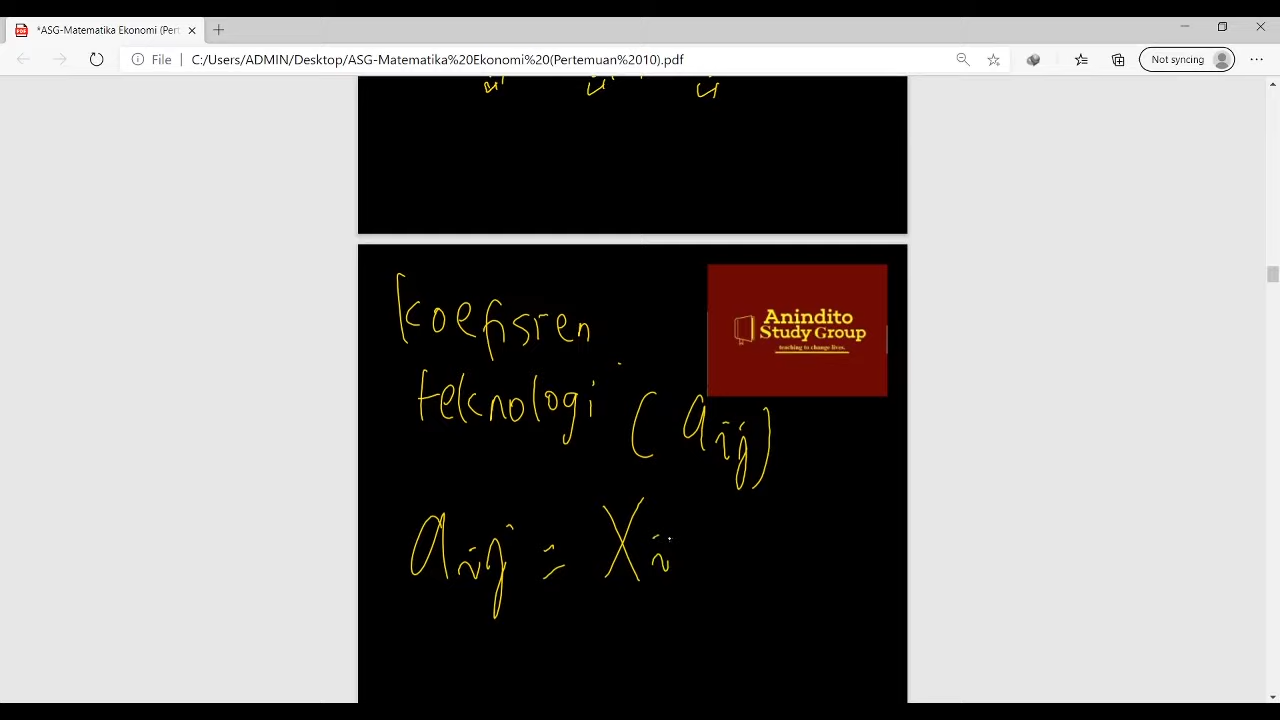 *ASG-Matematika Ekonomi (Pert
File
C:/Users/ADMIN/Desktop/ASG-Matematika%20Ekonomi%20(Pertemuan%2010).pdf
Not syncing
Koefisien
teknologi (aij)
Anindito
Study Group
teaching to change lives.
aij = Xi